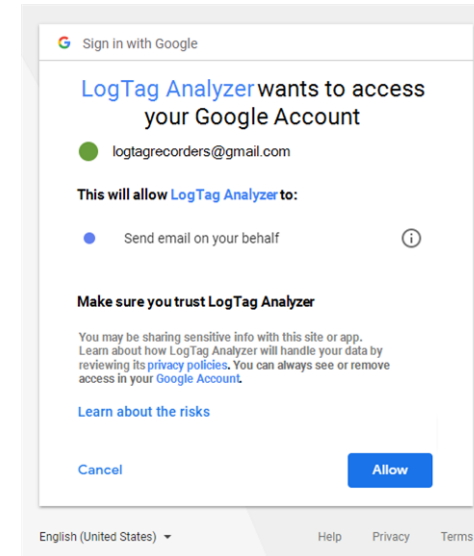 Sign in with Google
LogTag Analyzer wants to access
your Google Account
logtagrecorders@gmail.com
This will allow LogTag Analyzer to:
Send email on your behalf
Make sure you trust LogTag Analyzer
You may be sharing sensitive info with this site or app.
Learn about how LogTag Analyzer will handle your data by
reviewing its privacy policies. You can always see or remove
access in your Google Account.
Learn about the risks
Cancel
Allow
English (United States)
Help Privacy Terms